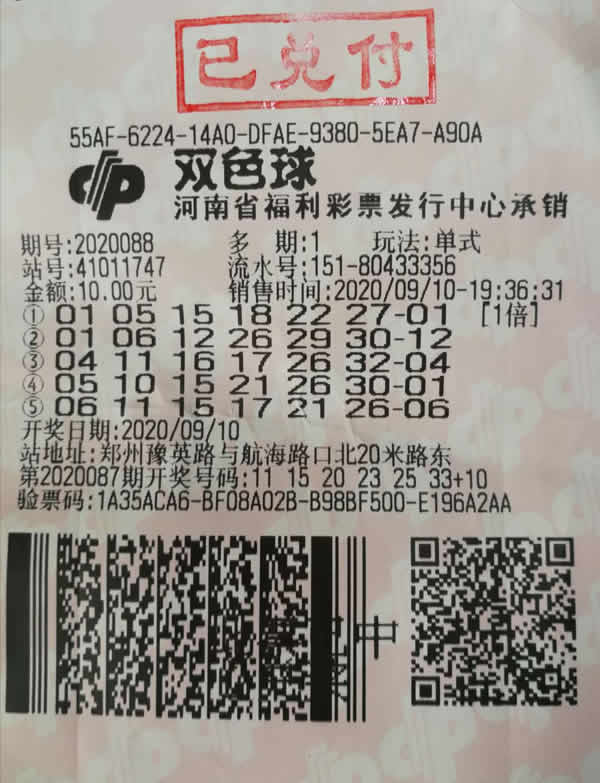 已兑付
55AF-6224-14A0-DFAE-9380-5EA7-A90A
双色球
河南省福利彩票发行中心承销
期号:2020088 多 期:1 玩法:单式
站号:41011747 流水号:151-80433356
金额:10.00元 销售时间:2020/09/10-19:36:31
① 01 05 15 18 22 27-01 [1倍]
② 01 06 12 26 29 30-12
③ 04 11 16 17 26 32-04
④ 05 10 15 21 26 30-01
⑤ 06 11 15 17 21 26-06
开奖日期:2020/09/10
站地址:郑州豫英路与航海路口北20米路东
第2020087期开奖号码:11 15 20 23 25 33+10
验票码:1A35ACA6-BF08A02B-B98BF500-E196A2AA
中